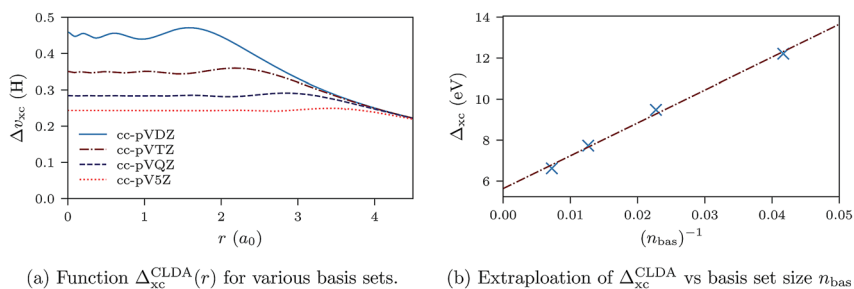 0.5
0.4
0.3
0.2
0.1
0.0
Δv_xc (H)
cc-pVDZ
cc-pVTZ
cc-pVQZ
cc-pV5Z
0 1 2 3 4
r (a₀)
(a) Function Δ_xc^CLDA(r) for various basis sets.
14
12
10
8
6
Δ_xc (eV)
0.00 0.01 0.02 0.03 0.04 0.05
(n_bas)⁻¹
(b) Extraploation of Δ_xc^CLDA vs basis set size n_bas